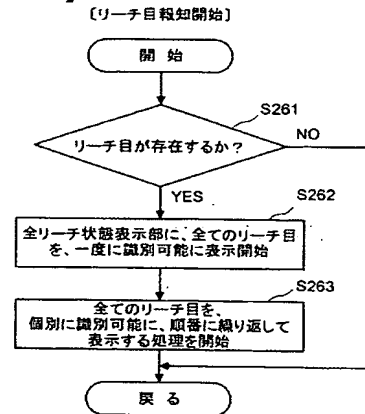 〔リーチ目報知開始〕
開始
S261
リーチ目が存在するか？
NO
YES
S262
全リーチ状態表示部に、全てのリーチ目
を、一度に識別可能に表示開始
S263
全てのリーチ目を、
個別に識別可能に、順番に繰り返して
表示する処理を開始
戻る